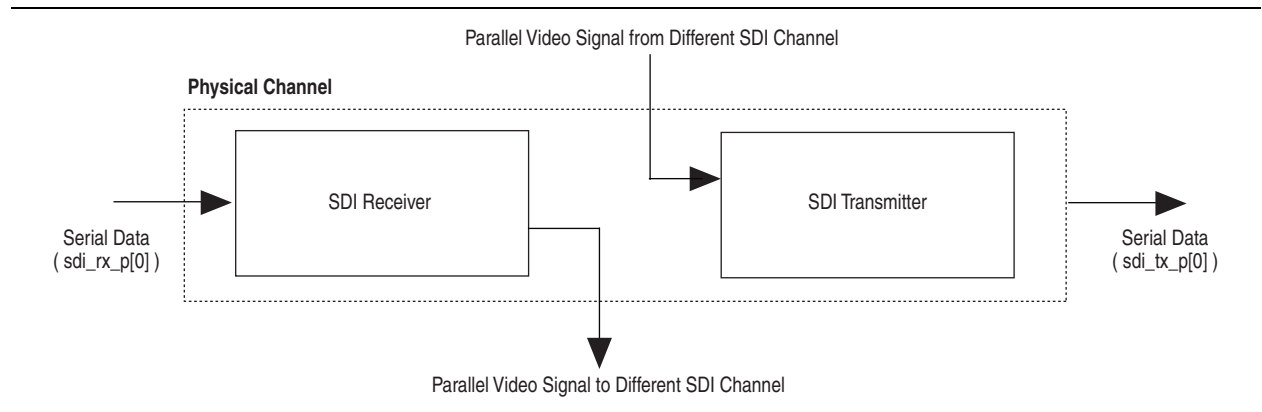 Parallel Video Signal from Different SDI Channel
Physical Channel
SDI Receiver
SDI Transmitter
Serial Data
( sdi_rx_p[0] )
Serial Data
( sdi_tx_p[0] )
Parallel Video Signal to Different SDI Channel